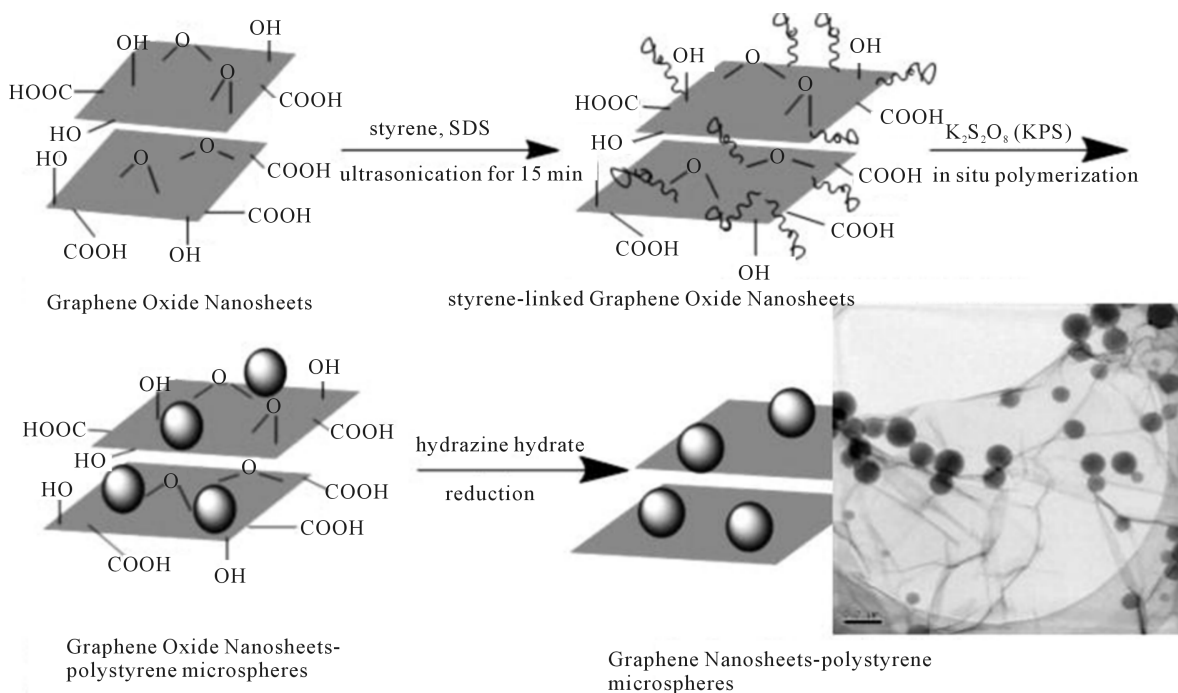 OH
O
OH
O
HOOC
COOH
HO
HO
O
O
COOH
COOH
COOH
OH
Graphene Oxide Nanosheets
styrene, SDS
ultrasonication for 15 min
OH
O
OH
O
HOOC
COOH
HO
HO
O
O
COOH
COOH
COOH
OH
styrene-linked Graphene Oxide Nanosheets
K₂S₂O₈ (KPS)
in situ polymerization
OH
O
OH
O
HOOC
COOH
HO
HO
O
O
COOH
COOH
COOH
OH
Graphene Oxide Nanosheets-
polystyrene microspheres
hydrazine hydrate
reduction
Graphene Nanosheets-polystyrene
microspheres